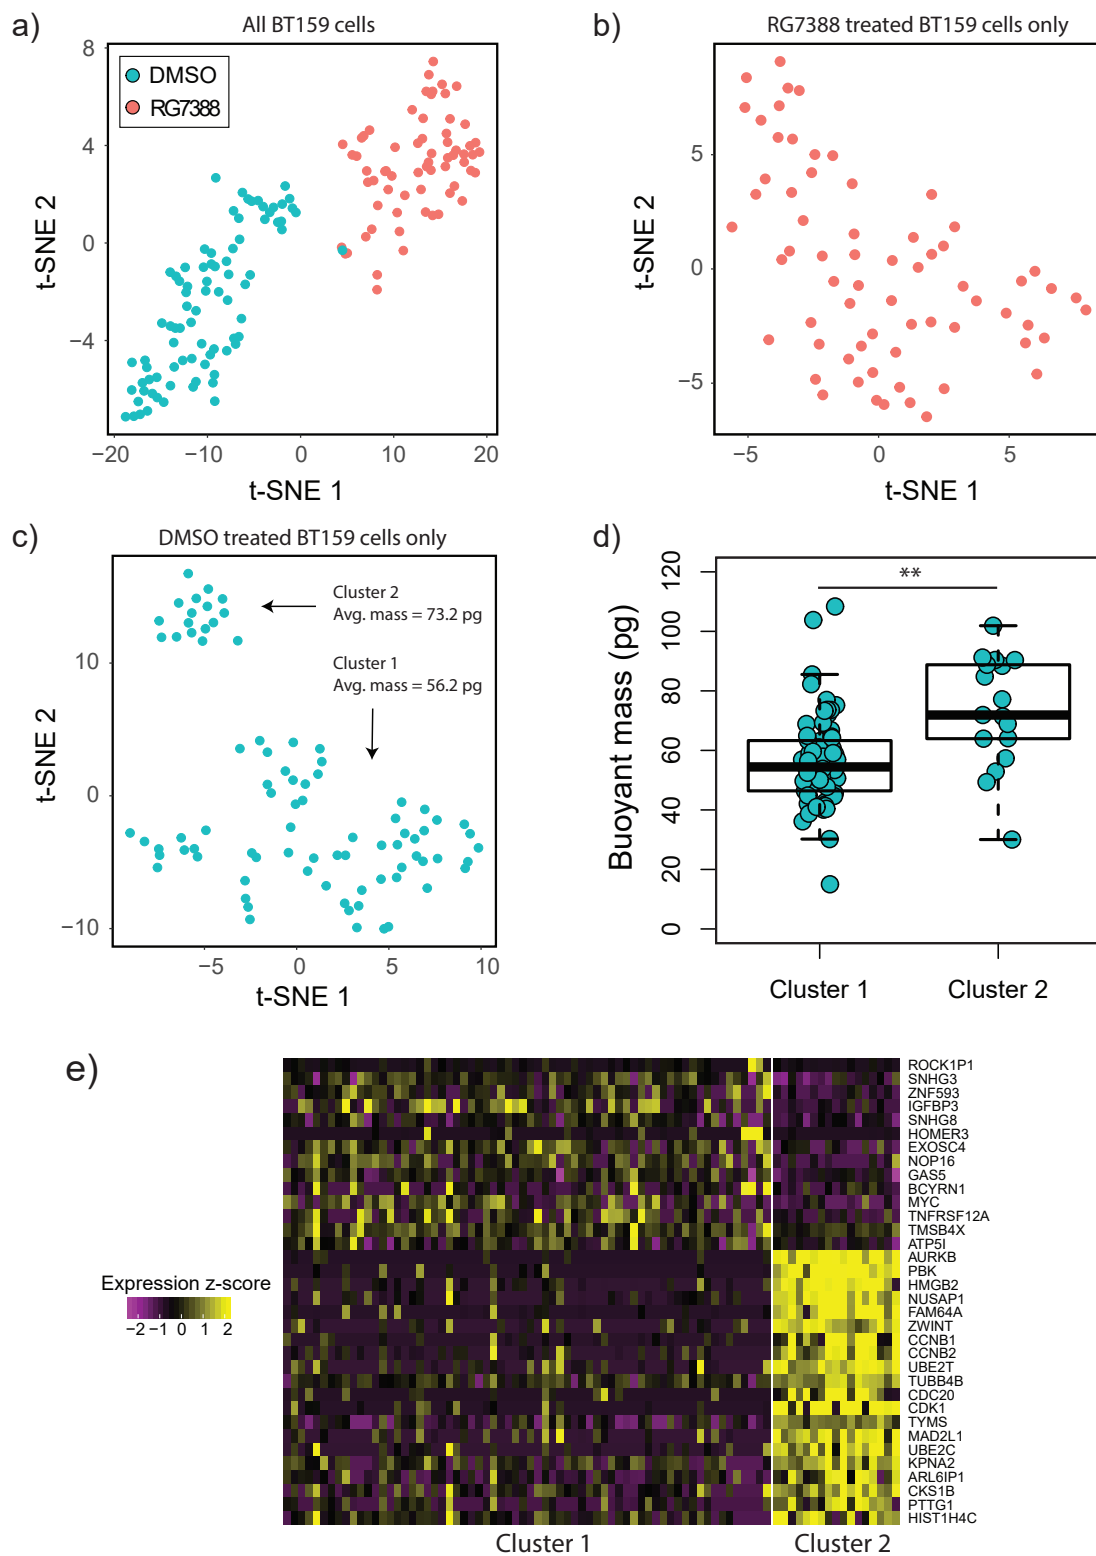 a)
All BT159 cells
DMSO
RG7388
8
4
0
−4
−20
−10
0
10
20
t-SNE 1
t-SNE 2
b)
RG7388 treated BT159 cells only
5
0
−5
−5
0
5
t-SNE 1
t-SNE 2
c)
DMSO treated BT159 cells only
Cluster 2
Avg. mass = 73.2 pg
Cluster 1
Avg. mass = 56.2 pg
10
0
−10
−5
0
5
10
t-SNE 1
t-SNE 2
d)
**
Buoyant mass (pg)
120
100
80
60
40
20
0
Cluster 1
Cluster 2
e)
Expression z-score
−2 −1 0 1 2
ROCK1P1
SNHG3
ZNF593
IGFBP3
SNHG8
HOMER3
EXOSC4
NOP16
GAS5
BCYRN1
MYC
TNFRSF12A
TMSB4X
ATP5I
AURKB
PBK
HMGB2
NUSAP1
FAM64A
ZWINT
CCNB1
CCNB2
UBE2T
TUBB4B
CDC20
CDK1
TYMS
MAD2L1
UBE2C
KPNA2
ARL6IP1
CKS1B
PTTG1
HIST1H4C
Cluster 1
Cluster 2